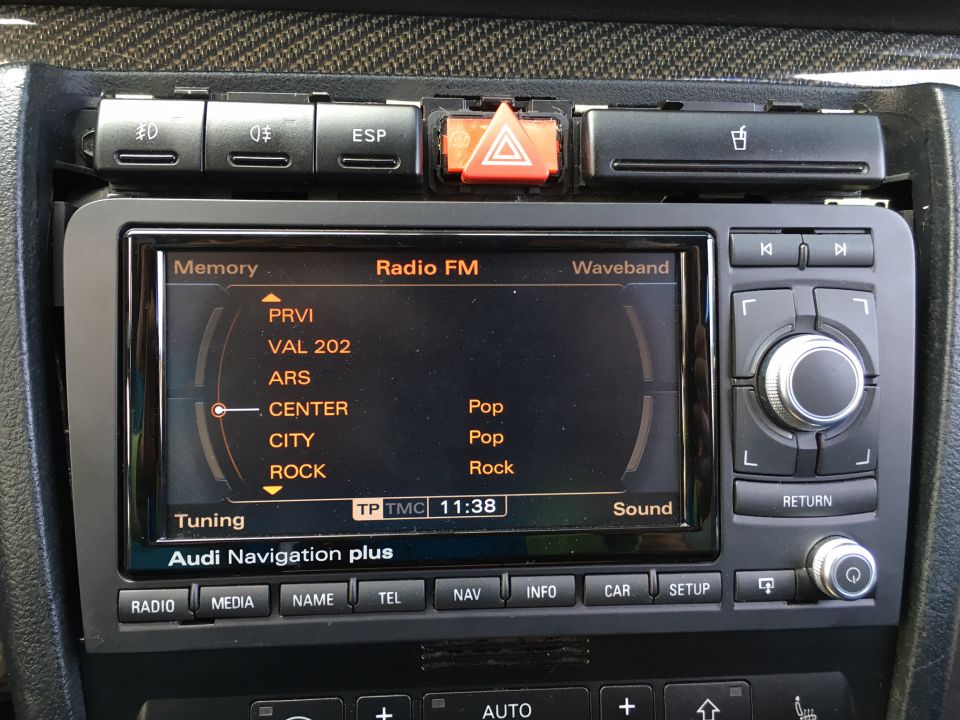 ESP
Memory Radio FM Waveband
PRVI
VAL 202
ARS
CENTER Pop
CITY Pop
ROCK Rock
TP TMC 11:38
Tuning Sound
Audi Navigation plus
RETURN
RADIO MEDIA NAME TEL NAV INFO CAR SETUP
AUTO